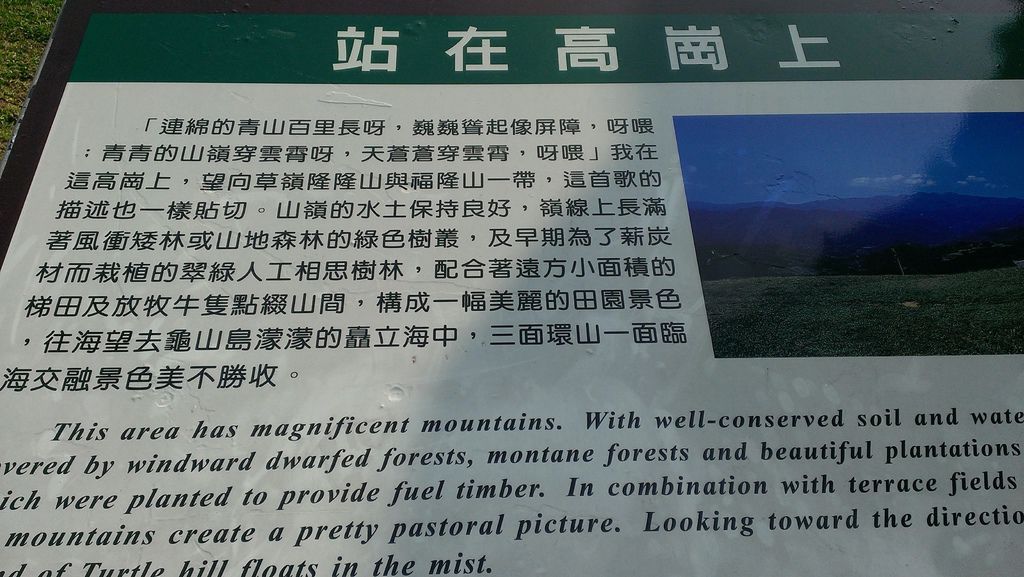 站在高崗上
「連綿的青山百里長呀，巍巍聳起像屏障，呀喂
；青青的山嶺穿雲霄呀，天蒼蒼穿雲霄，呀喂」我在
這高崗上，望向草嶺隆隆山與福隆山一帶，這首歌的
描述也一樣貼切。山嶺的水土保持良好，嶺線上長滿
著風衝矮林或山地森林的綠色樹叢，及早期為了薪炭
材而栽植的翠綠人工相思樹林，配合著遠方小面積的
梯田及放牧牛隻點綴山間，構成一幅美麗的田園景色
，往海望去龜山島濛濛的矗立海中，三面環山一面臨
海交融景色美不勝收。
This area has magnificent mountains. With well-conserved soil and wate
vered by windward dwarfed forests, montane forests and beautiful plantations
ich were planted to provide fuel timber. In combination with terrace fields
mountains create a pretty pastoral picture. Looking toward the directio
nd of Turtle hill floats in the mist.